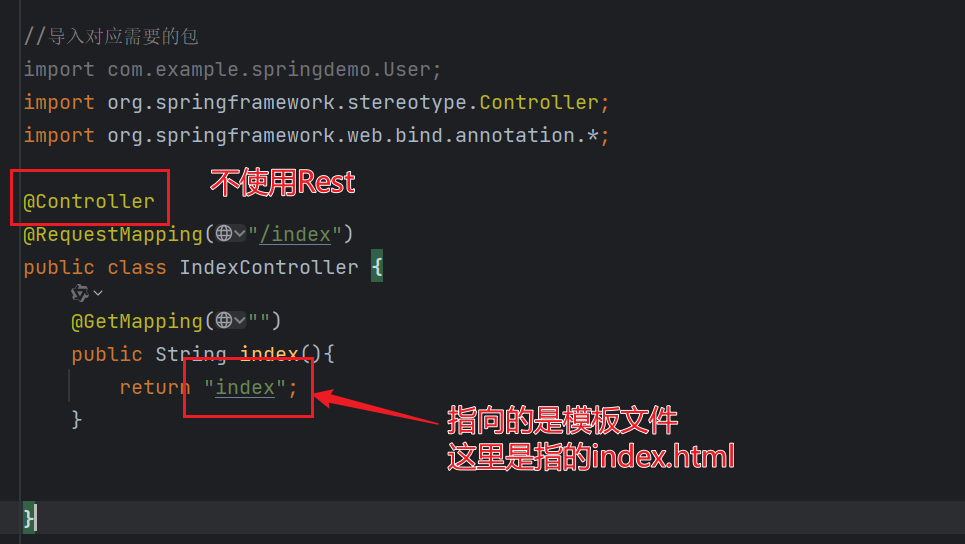 //导入对应需要的包
import com.example.springdemo.User;
import org.springframework.stereotype.Controller;
import org.springframework.web.bind.annotation.*;
@Controller
不使用Rest
@RequestMapping("/index")
public class IndexController {
@GetMapping("")
public String index(){
return "index";
}
指向的是模板文件
这里是指的index.html
}